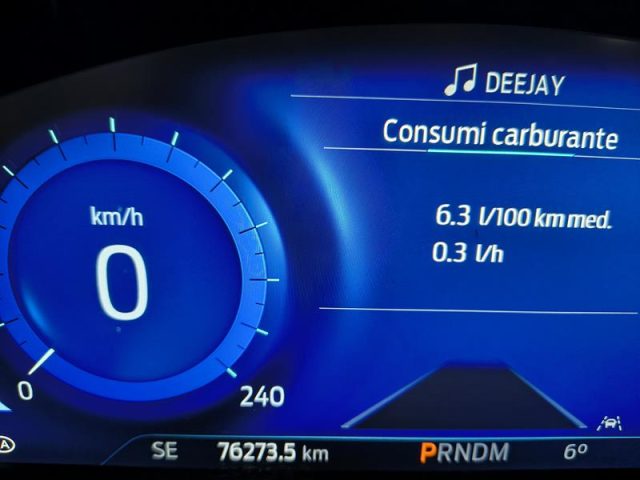 DEEJAY
Consumi carburante
6.3 l/100 km med.
0.3 l/h
km/h
0
0
240
A
SE 76273.5 km PRNDM 6°